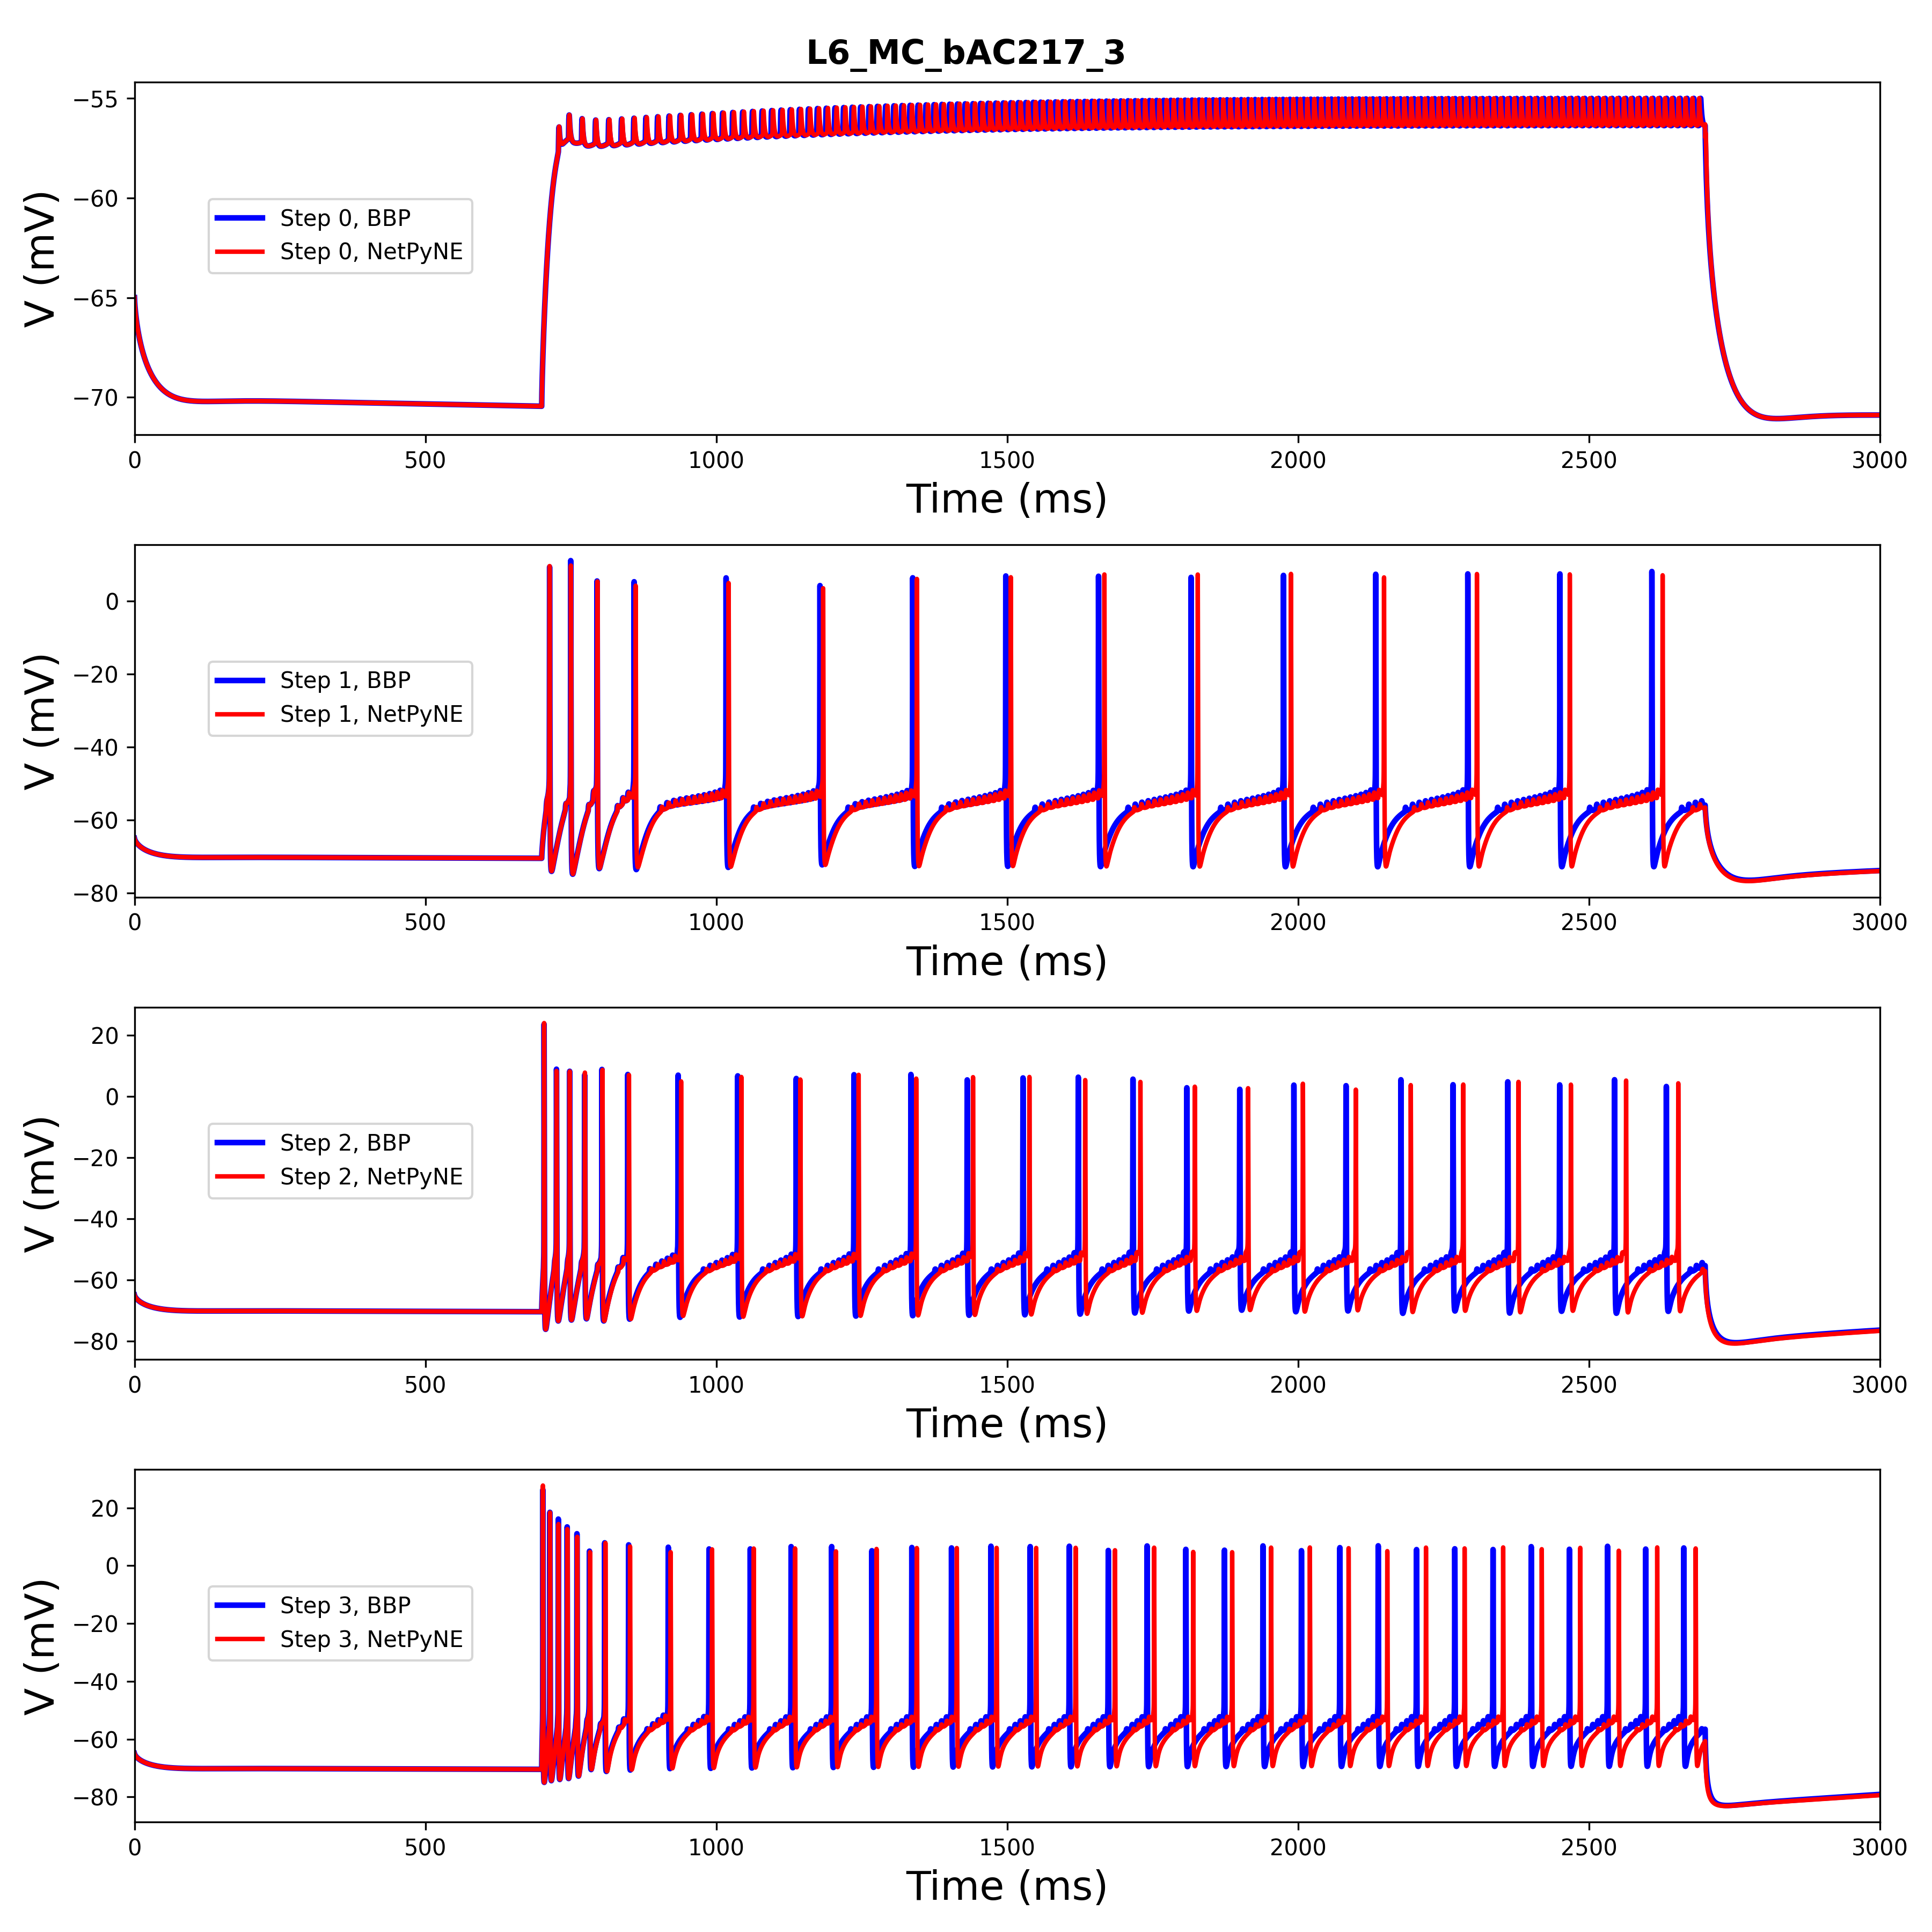 L6_MC_bAC217_3
−55
−60
−65
−70
V (mV)
Step 0, BBP
Step 0, NetPyNE
0 500 1000 1500 2000 2500 3000
Time (ms)
0
−20
−40
−60
−80
V (mV)
Step 1, BBP
Step 1, NetPyNE
0 500 1000 1500 2000 2500 3000
Time (ms)
20
0
−20
−40
−60
−80
V (mV)
Step 2, BBP
Step 2, NetPyNE
0 500 1000 1500 2000 2500 3000
Time (ms)
20
0
−20
−40
−60
−80
V (mV)
Step 3, BBP
Step 3, NetPyNE
0 500 1000 1500 2000 2500 3000
Time (ms)